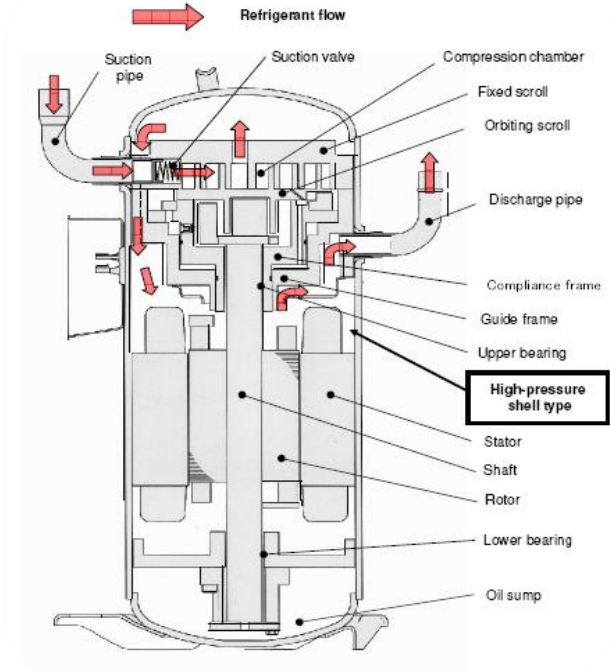 Refrigerant flow
Suction
pipe
Suction valve
Compression chamber
Fixed scroll
Orbiting scroll
Discharge pipe
Compliance frame
Guide frame
Upper bearing
High-pressure
shell type
Stator
Shaft
Rotor
Lower bearing
Oil sump